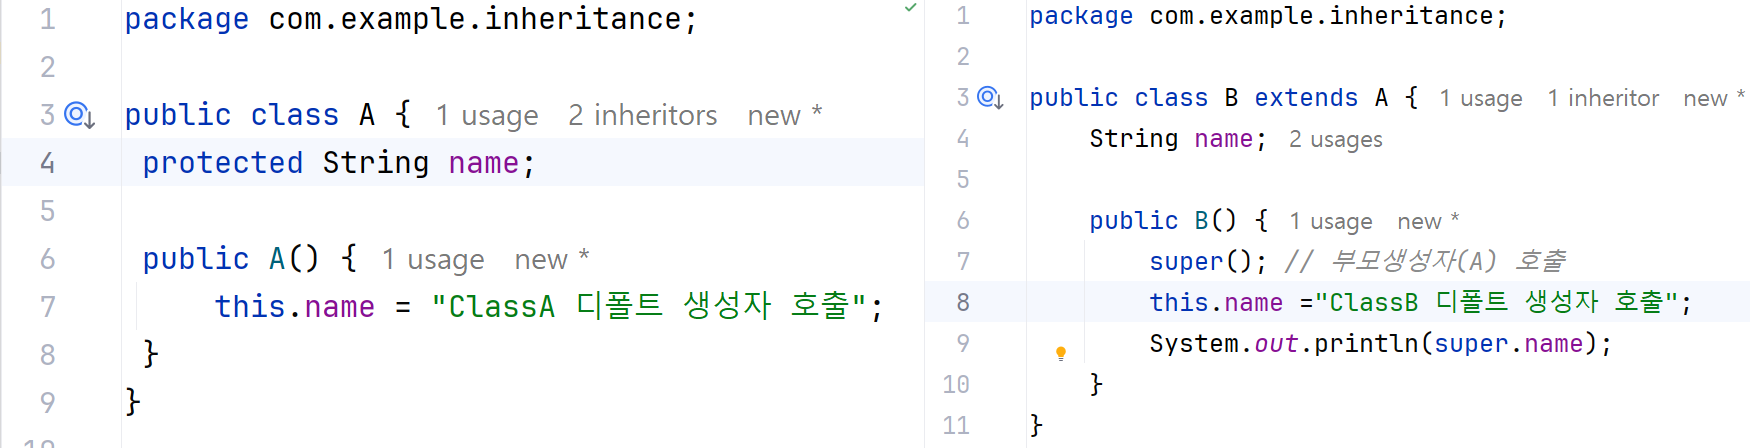 1 package com.example.inheritance;
2
3 public class A { 1 usage 2 inheritors new *
4 protected String name;
5
6 public A() { 1 usage new *
7 this.name = "ClassA 디폴트 생성자 호출";
8 }
9 }
10
1 package com.example.inheritance;
2
3 public class B extends A { 1 usage 1 inheritor new *
4 String name; 2 usages
5
6 public B() { 1 usage new *
7 super(); // 부모생성자(A) 호출
8 this.name ="ClassB 디폴트 생성자 호출";
9 System.out.println(super.name);
10 }
11 }